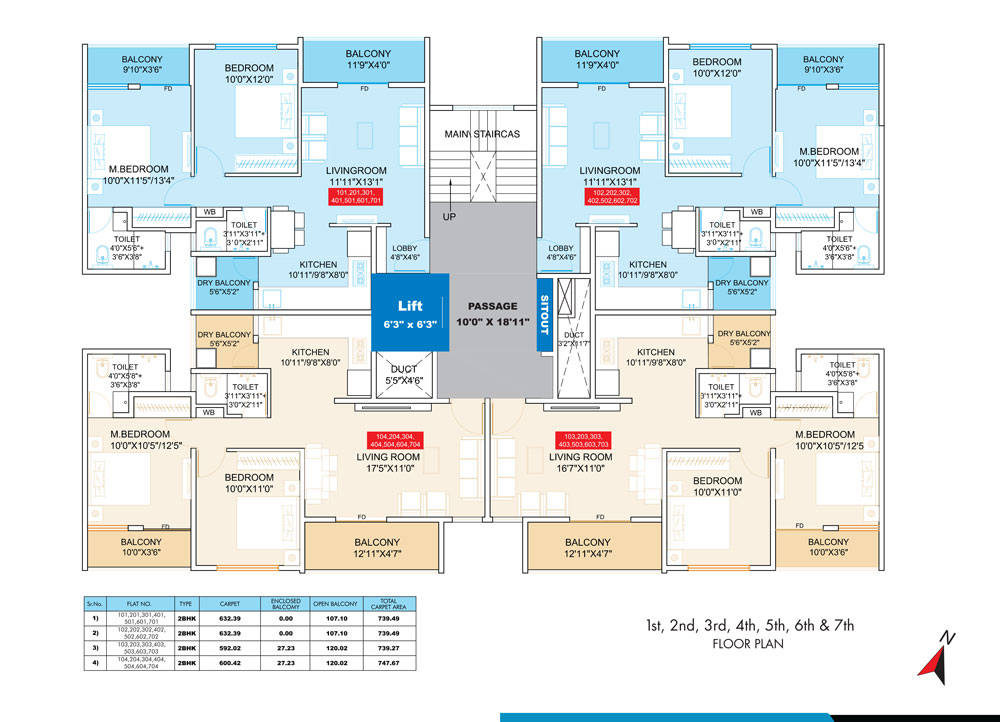 BALCONY
9'10"X3'6"
BEDROOM
10'0"X12'0"
BALCONY
11'9"X4'0"
BALCONY
11'9"X4'0"
BEDROOM
10'0"X12'0"
BALCONY
9'10"X3'6"
FD
FD
FD
FD
MAIN STAIRCAS
M.BEDROOM
10'0"X11'5"/13'4"
LIVINGROOM
11'11"X13'1"
101,201,301,
401,501,601,701
LIVINGROOM
11'11"X13'1"
102,202,302,
402,502,602,702
M.BEDROOM
10'0"X11'5"/13'4"
UP
WB
WB
TOILET
4'0"X5'6"+
3'6"X3'8"
TOILET
3'11"X3'11"+
3'0"X2'11"
LOBBY
4'8"X4'6"
LOBBY
4'8"X4'6"
TOILET
3'11"X3'11"+
3'0"X2'11"
TOILET
4'0"X5'6"+
3'6"X3'8"
KITCHEN
10'11"/9'8"X8'0"
KITCHEN
10'11"/9'8"X8'0"
DRY BALCONY
5'6"X5'2"
DRY BALCONY
5'6"X5'2"
Lift
6'3" x 6'3"
PASSAGE
10'0" X 18'11"
SITOUT
DRY BALCONY
5'6"X5'2"
DUCT
3'2"X11'7"
DRY BALCONY
5'6"X5'2"
KITCHEN
10'11"/9'8"X8'0"
KITCHEN
10'11"/9'8"X8'0"
TOILET
4'0"X5'8"+
3'6"X3'8"
DUCT
5'5"X4'6"
TOILET
4'0"X5'8"+
3'6"X3'8"
TOILET
3'11"X3'11"+
3'0"X2'11"
TOILET
3'11"X3'11"+
3'0"X2'11"
WB
WB
M.BEDROOM
10'0"X10'5"/12'5"
104,204,304,
404,504,604,704
LIVING ROOM
17'5"X11'0"
103,203,303,
403,503,603,703
LIVING ROOM
16'7"X11'0"
M.BEDROOM
10'0"X10'5"/12'5
BEDROOM
10'0"X11'0"
BEDROOM
10'0"X11'0"
FD
FD
FD
FD
BALCONY
10'0"X3'6"
BALCONY
12'11"X4'7"
BALCONY
12'11"X4'7"
BALCONY
10'0"X3'6"
Sr.No. FLAT NO. TYPE CARPET ENCLOSED BALCOMY OPEN BALCONY TOTAL CARPET AREA
1) 101,201,301,401, 501,601,701 2BHK 632.39 0.00 107.10 739.49
2) 102,202,302,402, 502,602,702 2BHK 632.39 0.00 107.10 739.49
3) 103,203,303,403, 503,603,703 2BHK 592.02 27.23 120.02 739.27
4) 104,204,304,404, 504,604,704 2BHK 600.42 27.23 120.02 747.67
1st, 2nd, 3rd, 4th, 5th, 6th & 7th
FLOOR PLAN
N